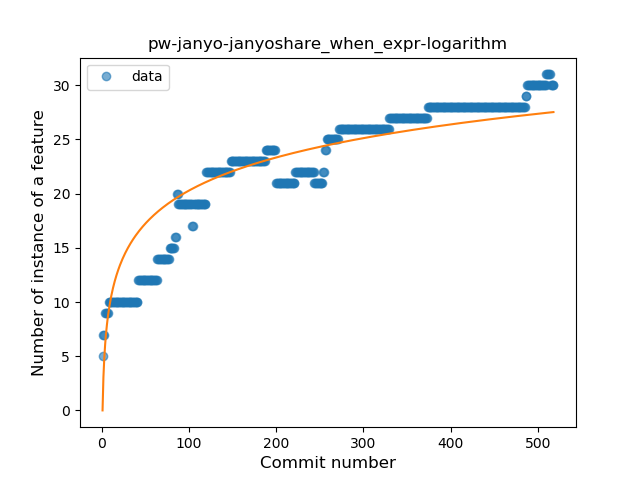 pw-janyo-janyoshare_when_expr-logarithm
data
Number of instance of a feature
30
25
20
15
10
5
0
0 100 200 300 400 500
Commit number